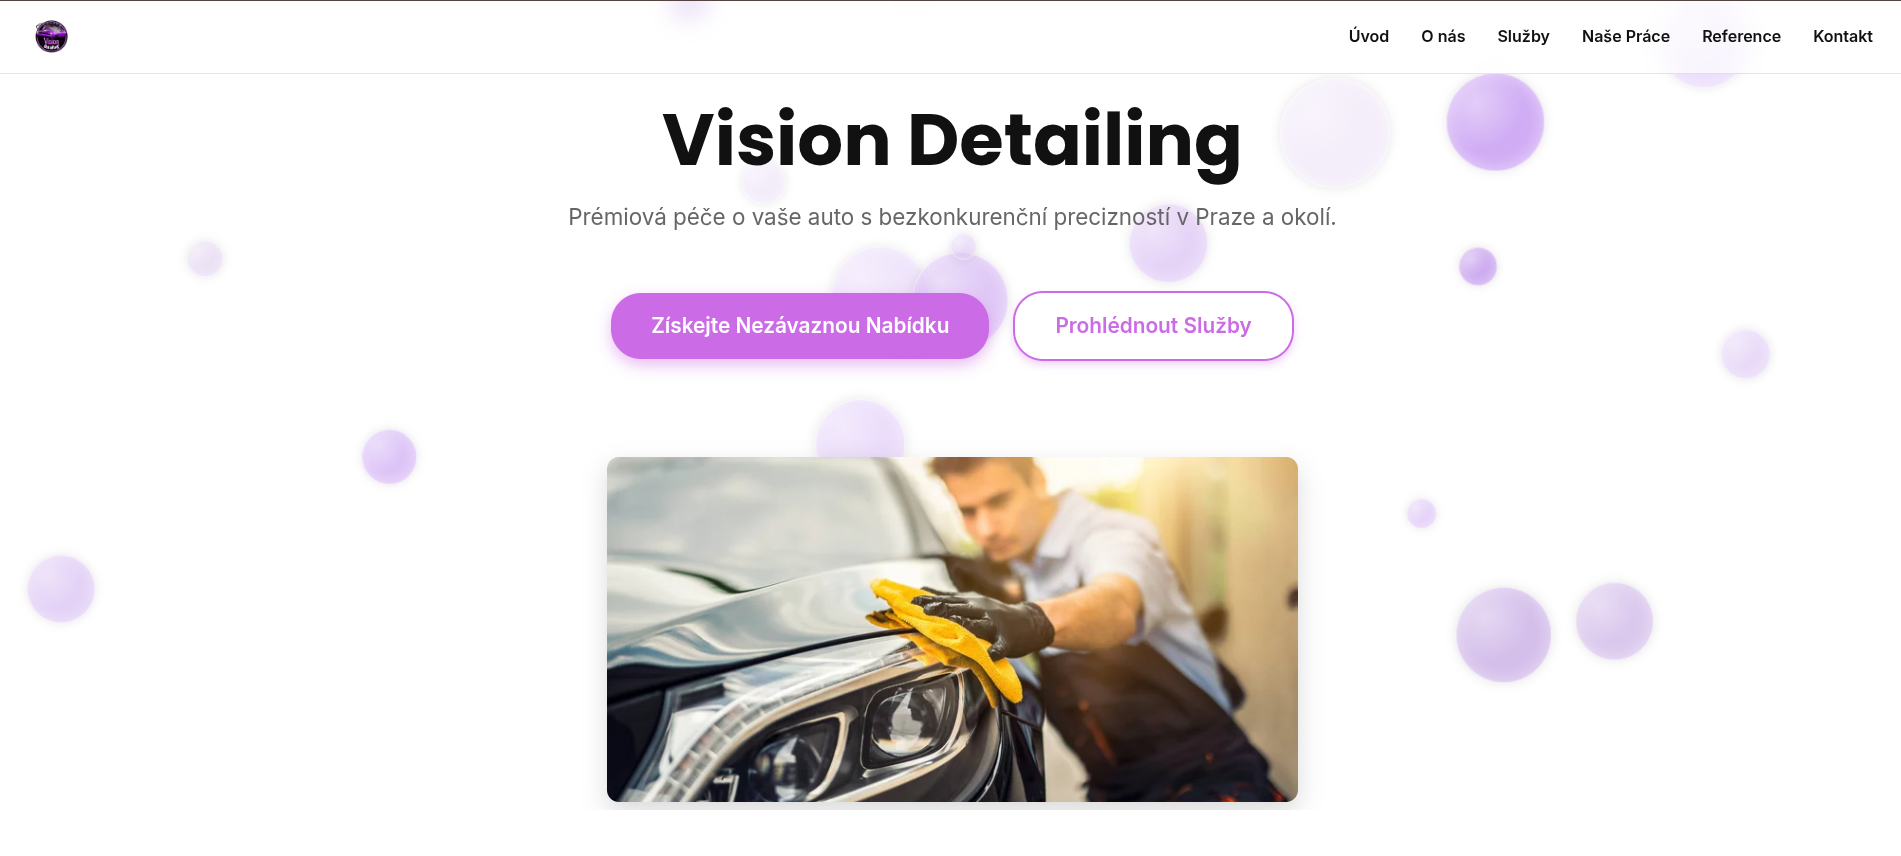 Úvod O nás Služby Naše Práce Reference Kontakt
Vision Detailing
Prémiová péče o vaše auto s bezkonkurenční precizností v Praze a okolí.
Získejte Nezávaznou Nabídku Prohlédnout Služby